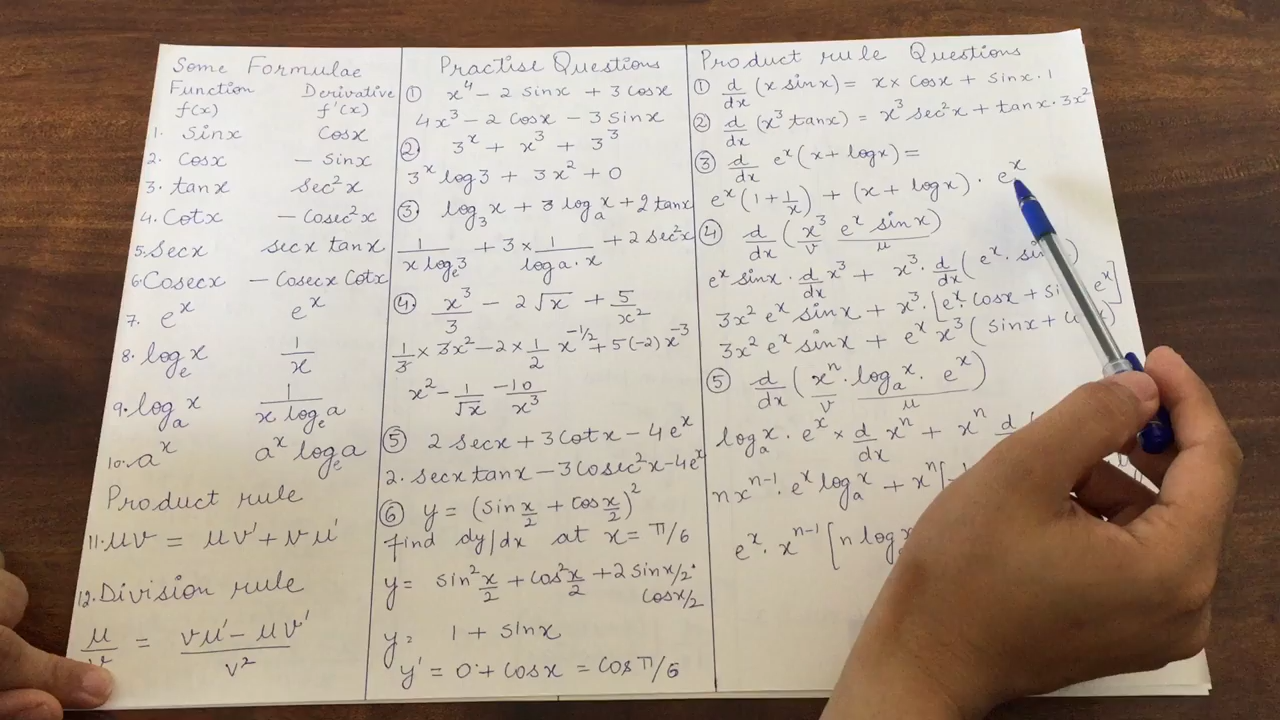 Some Formulae
Function Derivative
f(x) f'(x)
1. Sinx Cosx
2. Cosx - Sinx
3. tanx sec²x
4. Cotx - Cosec²x
5. Secx secx tanx
6. Cosecx - Cosecx Cotx
7. eˣ eˣ
8. logₑx 1/x
9. logₐx 1/(x logₑa)
10. aˣ aˣ logₑa
Product rule
11. uv = uv' + vu'
12. Division rule
u/v = (vu' - uv')/v²
Practise Questions
① x⁴ - 2 sinx + 3 cosx
4x³ - 2 Cosx - 3 Sinx
② 3ˣ + x³ + 3³
3ˣ log3 + 3x² + 0
③ log₃x + 3 logₐx + 2 tanx
1/(x logₑ3) + 3 × 1/(log a · x) + 2 sec²x
④ x³/3 - 2√x + 5/x²
1/3 × 3x² - 2 × 1/2 x^(-1/2) + 5(-2) x⁻³
x² - 1/√x -10/x³
⑤ 2 secx + 3 Cotx - 4eˣ
2. Secx tanx - 3 Cosec²x - 4eˣ
⑥ y = (Sin x/2 + Cos x/2)²
find dy/dx at x = π/6
y = sin² x/2 + Cos² x/2 + 2 Sin x/2 ·
Cos x/2
y = 1 + Sinx
y' = 0 + Cosx = Cos π/6
Product rule Questions
① d/dx (x sinx) = x × Cosx + Sinx · 1
② d/dx (x³ tanx) = x³ sec²x + tanx · 3x²
③ d/dx eˣ(x + logx) =
eˣ(1 + 1/x) + (x + logx) · eˣ
④ d/dx (x³ eˣ sinx)
v u
eˣ sinx · d/dx x³ + x³ · d/dx (eˣ.
3x² eˣ sinx + x³ · [eˣ. Cosx + eˣ]
3x² eˣ sinx + eˣ x³ (sinx +
⑤ d/dx (xⁿ · logₐx · eˣ)
v u
logₐx · eˣ × d/dx xⁿ + xⁿ d/dx
nxⁿ⁻¹ · eˣ logₐx + xⁿ [
eˣ · xⁿ⁻¹ [n log